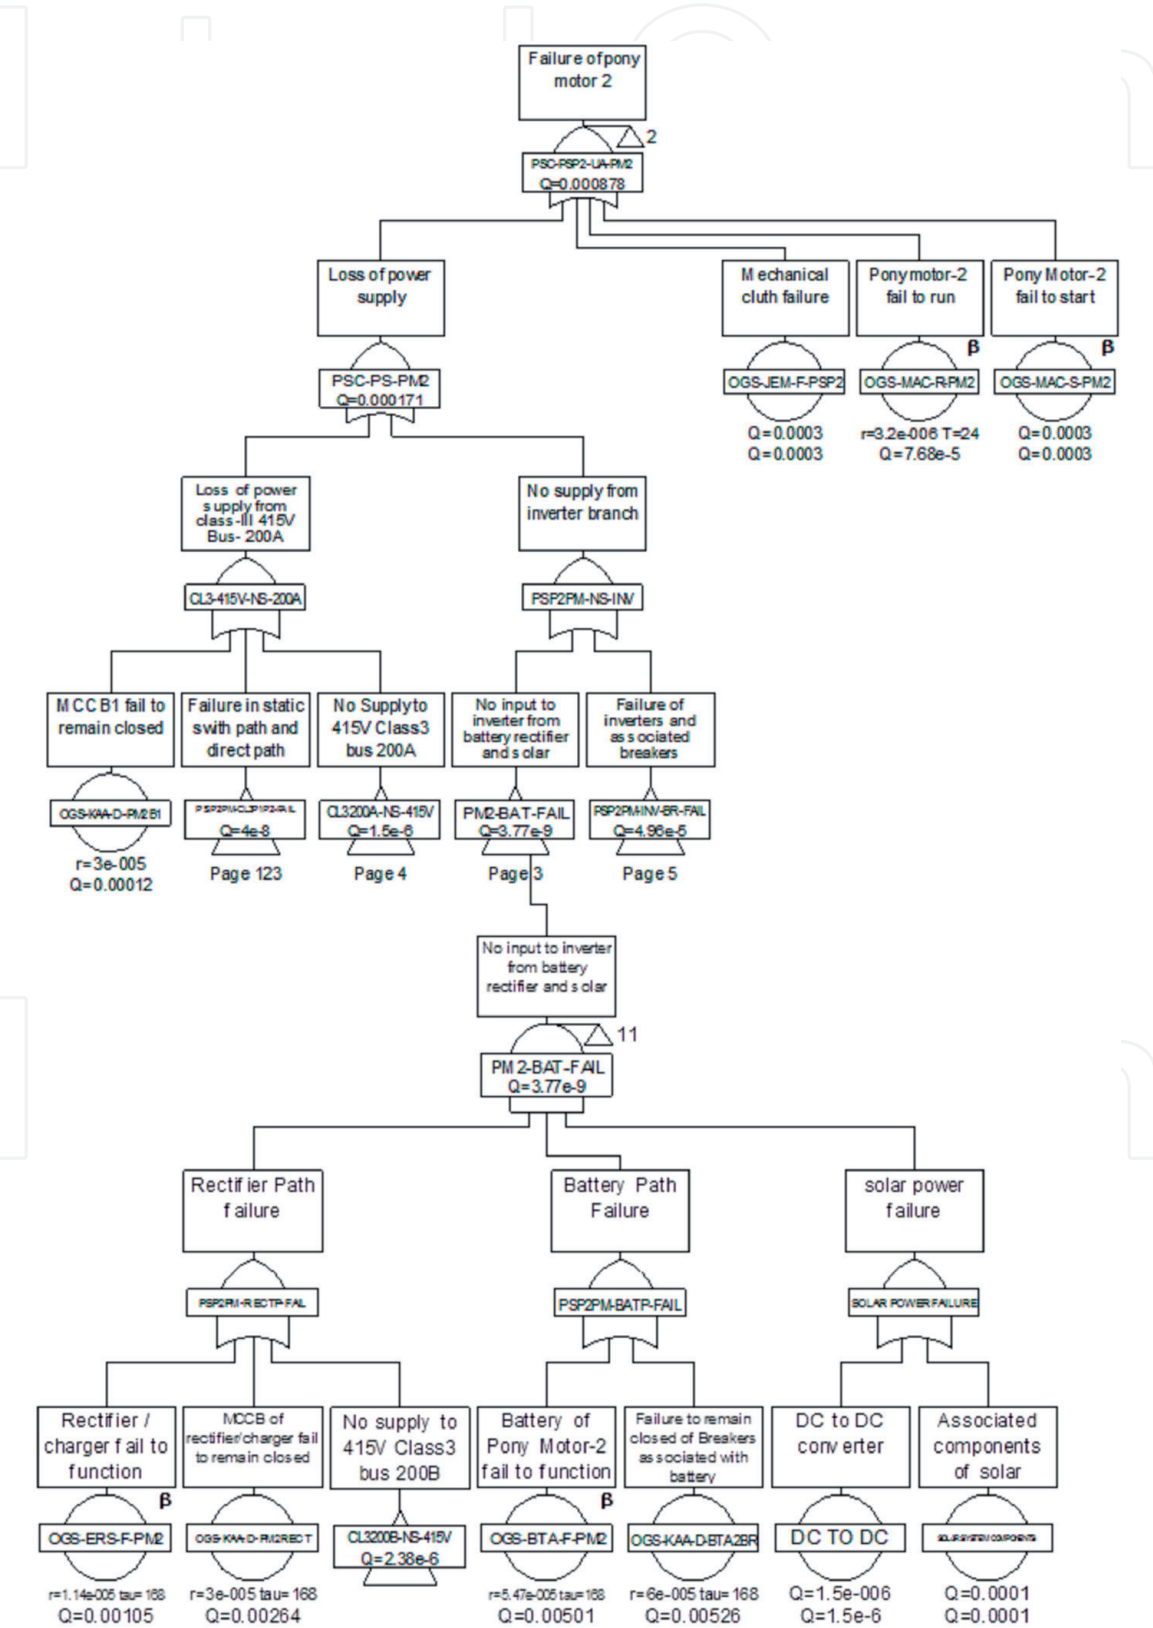 Failure of pony
motor 2
2
PSC-PSP2-UA-PM2
Q=0.000878
Loss of power
supply
PSC-PS-PM2
Q=0.000171
Mechanical
cluth failure
OGS-JEM-F-PSP2
Q=0.0003
Q=0.0003
Pony motor-2
fail to run
β
OGS-MAC-R-PM2
r=3.2e-006 T=24
Q=7.68e-5
Pony Motor-2
fail to start
β
OGS-MAC-S-PM2
Q=0.0003
Q=0.0003
Loss of power
supply from
class-III 415V
Bus- 200A
CL3-415V-NS-200A
No supply from
inverter branch
PSP2PM-NS-INV
MCCB1 fail to
remain closed
OGS-KAA-D-PM2B1
r=3e-005
Q=0.00012
Failure in static
swith path and
direct path
Q=4e-8
Page 123
No Supply to
415V Class3
bus 200A
CL3200A-NS-415V
Q=1.5e-6
Page 4
No input to
inverter from
battery rectifier
and solar
PM2-BAT-FAIL
Q=3.77e-9
Page 3
Failure of
inverters and
associated
breakers
PSP2PM-INV-BR-FAIL
Q=4.96e-5
Page 5
No input to inverter
from battery
rectifier and solar
11
PM2-BAT-FAIL
Q=3.77e-9
Rectifier Path
failure
PSP2PM-RECTP-FAIL
Battery Path
Failure
PSP2PM-BATP-FAIL
solar power
failure
SOLAR POWER FAILURE
Rectifier /
charger fail to
function
β
OGS-ERS-F-PM2
r=1.14e-005 tau=168
Q=0.00105
MCCB of
rectifier/charger fail
to remain closed
OGS-KAA-D-PM2RECT
r=3e-005 tau=168
Q=0.00264
No supply to
415V Class3
bus 200B
CL3200B-NS-415V
Q=2.38e-6
Battery of
Pony Motor-2
fail to function
β
OGS-BTA-F-PM2
r=5.47e-005 tau=168
Q=0.00501
Failure to remain
closed of Breakers
associated with
battery
OGS-KAA-D-BTA2BR
r=6e-005 tau=168
Q=0.00526
DC to DC
converter
DC TO DC
Q=1.5e-006
Q=1.5e-6
Associated
components
of solar
SOLAR SYSTEM COMPONENTS
Q=0.0001
Q=0.0001